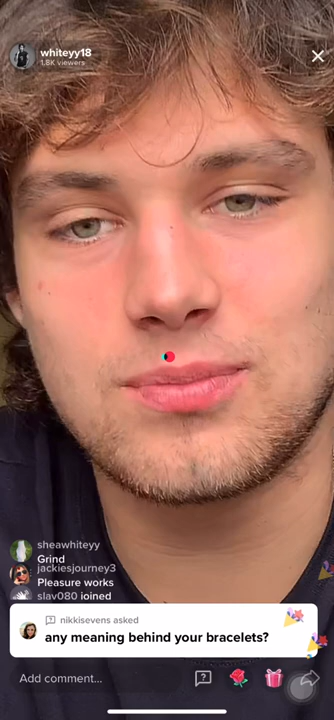 whiteyy18
1.8K viewers
sheawhiteyy
Grind
jackiesjourney3
Pleasure works
slav080 joined
nikkisevens asked
any meaning behind your bracelets?
Add comment...